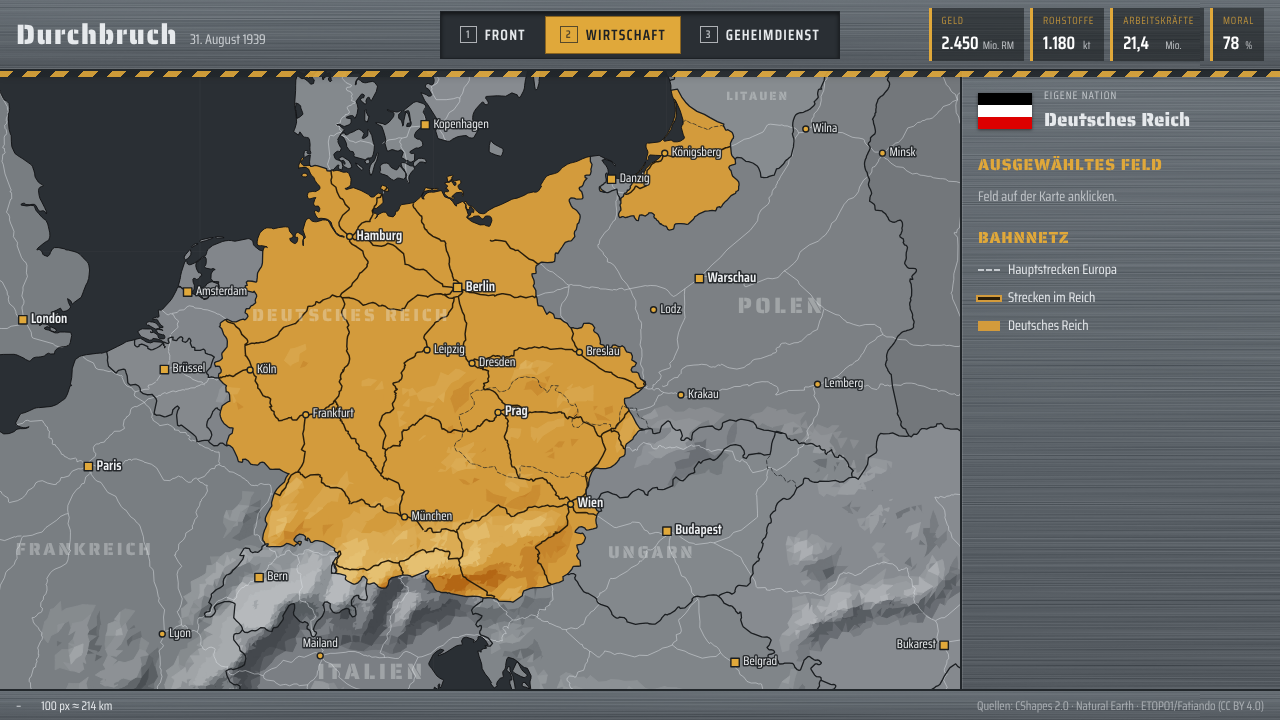 Durchbruch
31. August 1939
1 FRONT
2 WIRTSCHAFT
3 GEHEIMDIENST
GELD
2.450 Mio. RM
ROHSTOFFE
1.180 kt
ARBEITSKRÄFTE
21,4 Mio.
MORAL
78 %
LITAUEN
Kopenhagen
Wilna
Königsberg
Minsk
Danzig
Hamburg
Warschau
Berlin
Amsterdam
POLEN
Lodz
DEUTSCHES REICH
London
Leipzig
Breslau
Dresden
Brüssel
Köln
Lemberg
Krakau
Frankfurt
Prag
Paris
Wien
München
Budapest
FRANKREICH
UNGARN
Bern
Lyon
Mailand
Bukarest
Belgrad
ITALIEN
EIGENE NATION
Deutsches Reich
AUSGEWÄHLTES FELD
Feld auf der Karte anklicken.
BAHNNETZ
Hauptstrecken Europa
Strecken im Reich
Deutsches Reich
–
100 px ≈ 214 km
Quellen: CShapes 2.0 · Natural Earth · ETOPO1/Fatiando (CC BY 4.0)